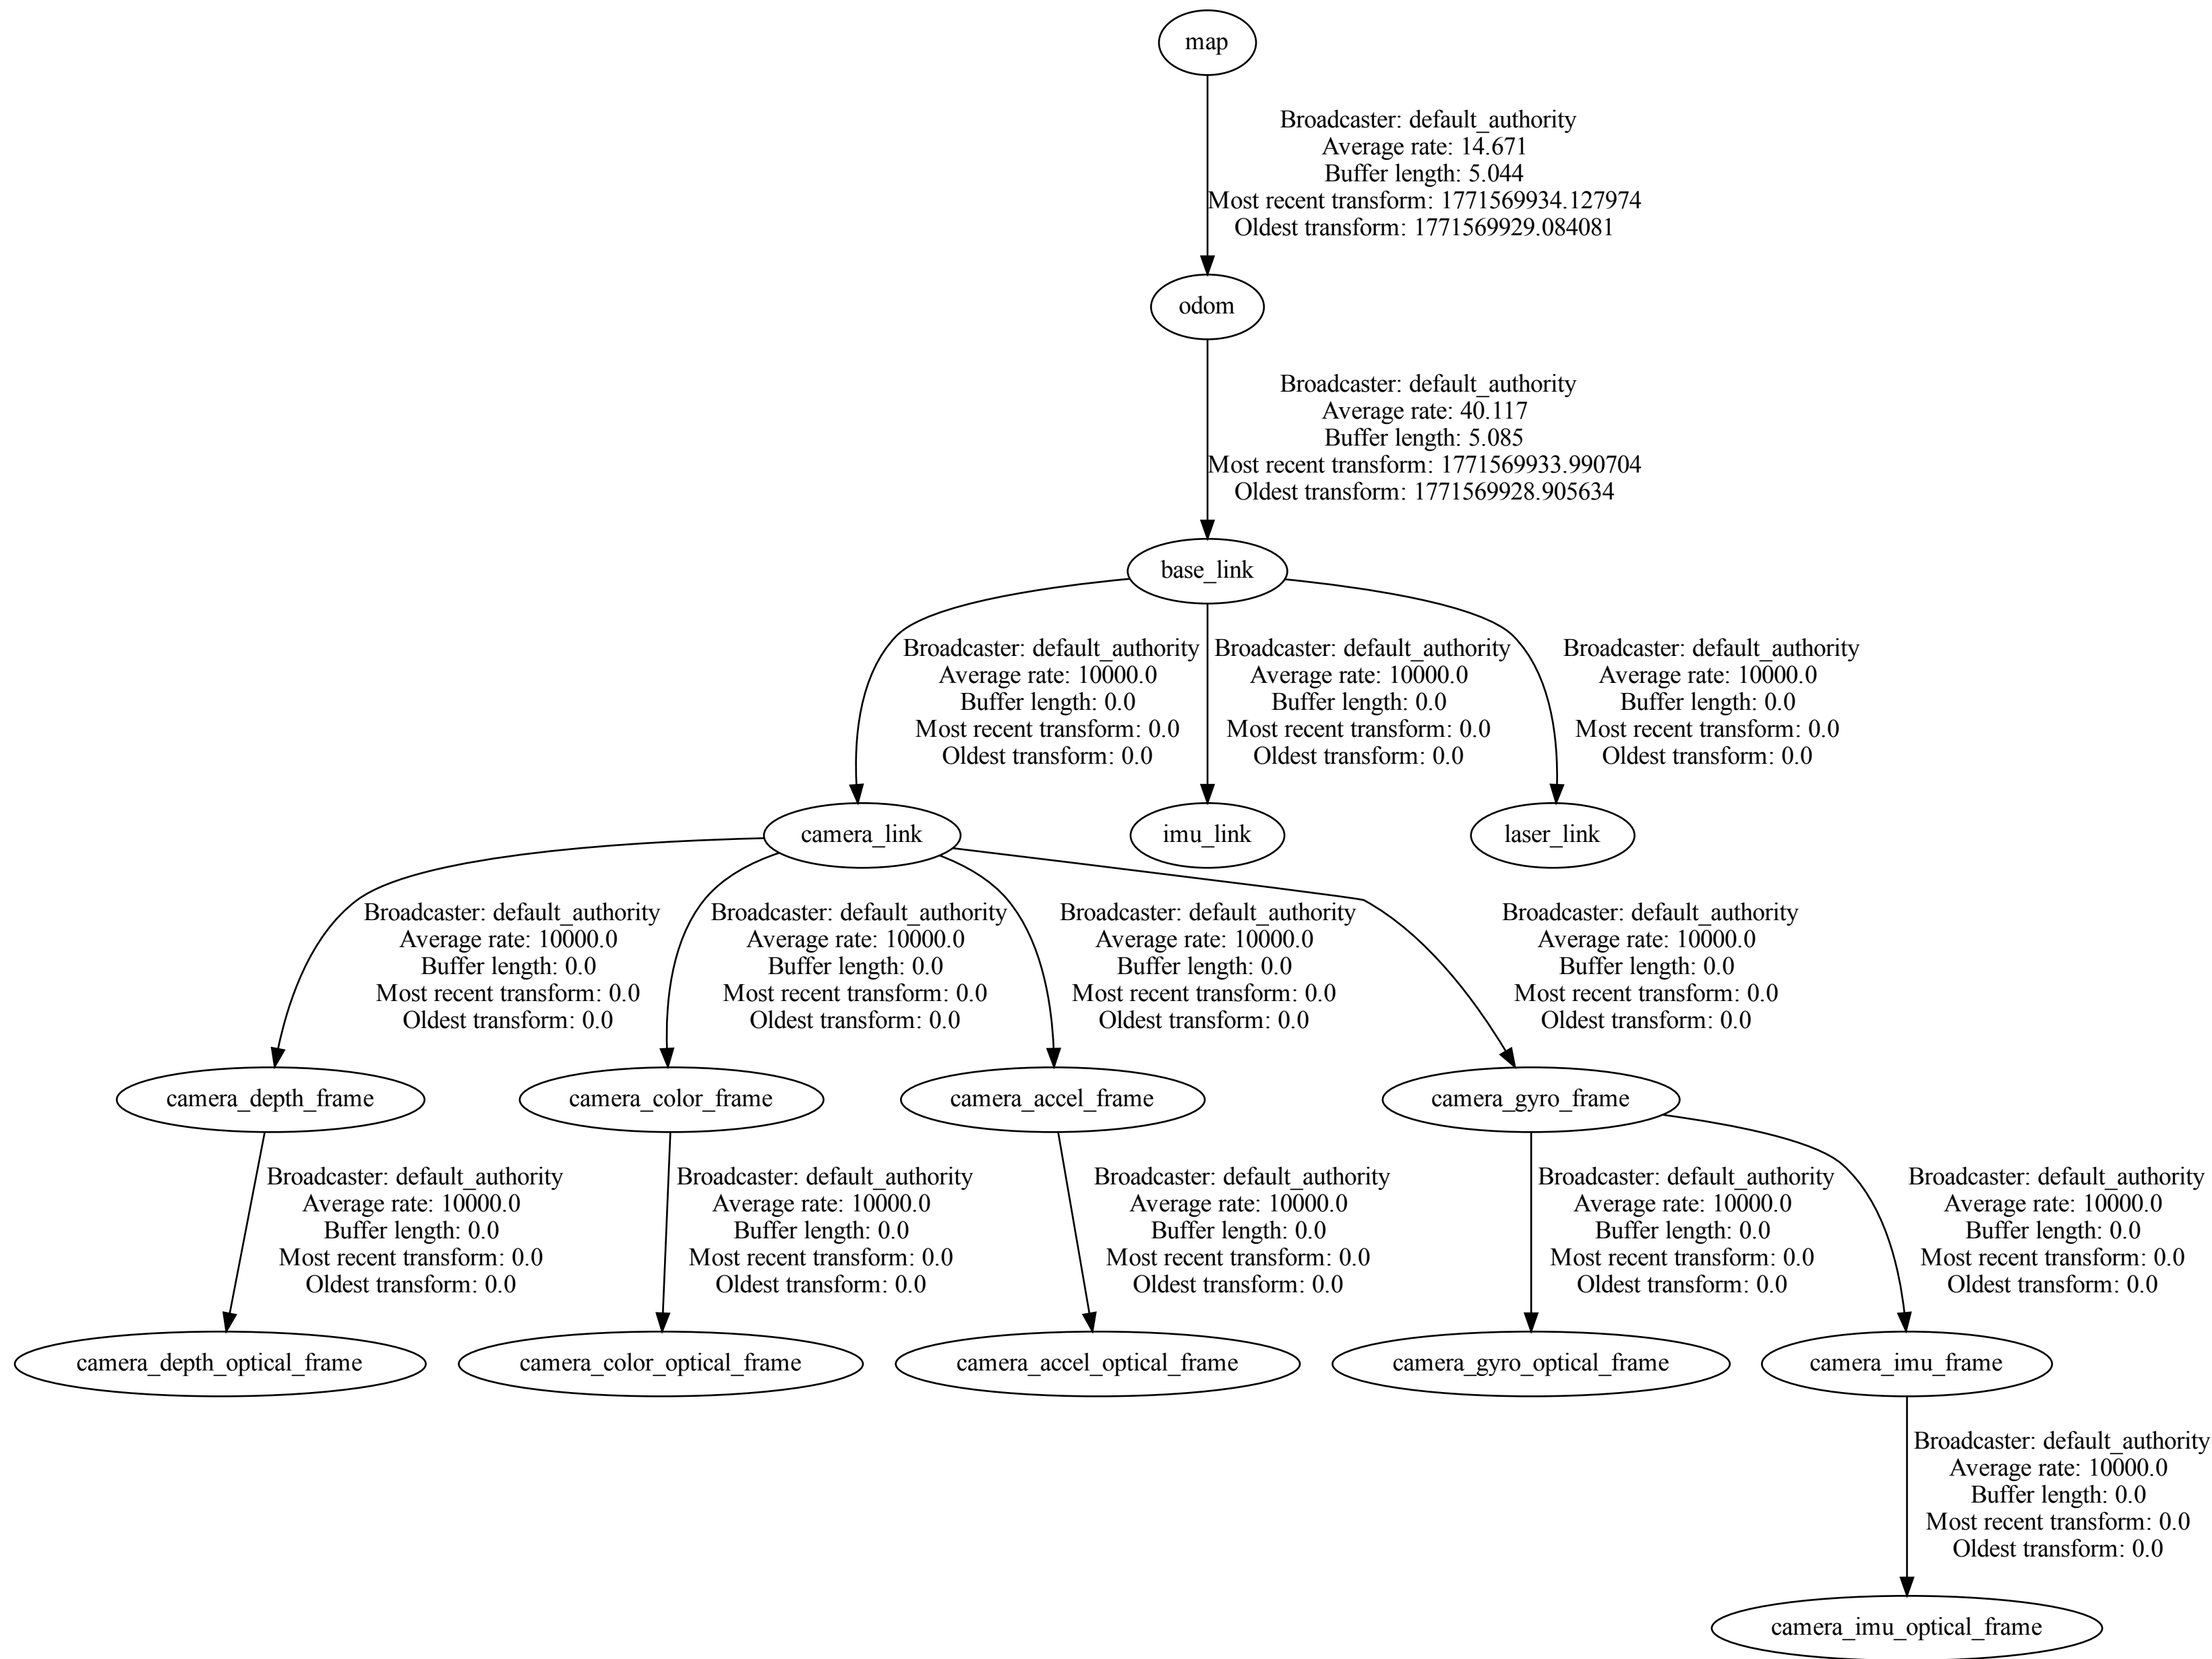 map
Broadcaster: default_authority
Average rate: 14.671
Buffer length: 5.044
Most recent transform: 1771569934.127974
Oldest transform: 1771569929.084081
odom
Broadcaster: default_authority
Average rate: 40.117
Buffer length: 5.085
Most recent transform: 1771569933.990704
Oldest transform: 1771569928.905634
base_link
Broadcaster: default_authority
Average rate: 10000.0
Buffer length: 0.0
Most recent transform: 0.0
Oldest transform: 0.0
Broadcaster: default_authority
Average rate: 10000.0
Buffer length: 0.0
Most recent transform: 0.0
Oldest transform: 0.0
Broadcaster: default_authority
Average rate: 10000.0
Buffer length: 0.0
Most recent transform: 0.0
Oldest transform: 0.0
camera_link
imu_link
laser_link
Broadcaster: default_authority
Average rate: 10000.0
Buffer length: 0.0
Most recent transform: 0.0
Oldest transform: 0.0
Broadcaster: default_authority
Average rate: 10000.0
Buffer length: 0.0
Most recent transform: 0.0
Oldest transform: 0.0
Broadcaster: default_authority
Average rate: 10000.0
Buffer length: 0.0
Most recent transform: 0.0
Oldest transform: 0.0
Broadcaster: default_authority
Average rate: 10000.0
Buffer length: 0.0
Most recent transform: 0.0
Oldest transform: 0.0
camera_depth_frame
camera_color_frame
camera_accel_frame
camera_gyro_frame
Broadcaster: default_authority
Average rate: 10000.0
Buffer length: 0.0
Most recent transform: 0.0
Oldest transform: 0.0
Broadcaster: default_authority
Average rate: 10000.0
Buffer length: 0.0
Most recent transform: 0.0
Oldest transform: 0.0
Broadcaster: default_authority
Average rate: 10000.0
Buffer length: 0.0
Most recent transform: 0.0
Oldest transform: 0.0
Broadcaster: default_authority
Average rate: 10000.0
Buffer length: 0.0
Most recent transform: 0.0
Oldest transform: 0.0
Broadcaster: default_authority
Average rate: 10000.0
Buffer length: 0.0
Most recent transform: 0.0
Oldest transform: 0.0
camera_depth_optical_frame
camera_color_optical_frame
camera_accel_optical_frame
camera_gyro_optical_frame
camera_imu_frame
Broadcaster: default_authority
Average rate: 10000.0
Buffer length: 0.0
Most recent transform: 0.0
Oldest transform: 0.0
camera_imu_optical_frame